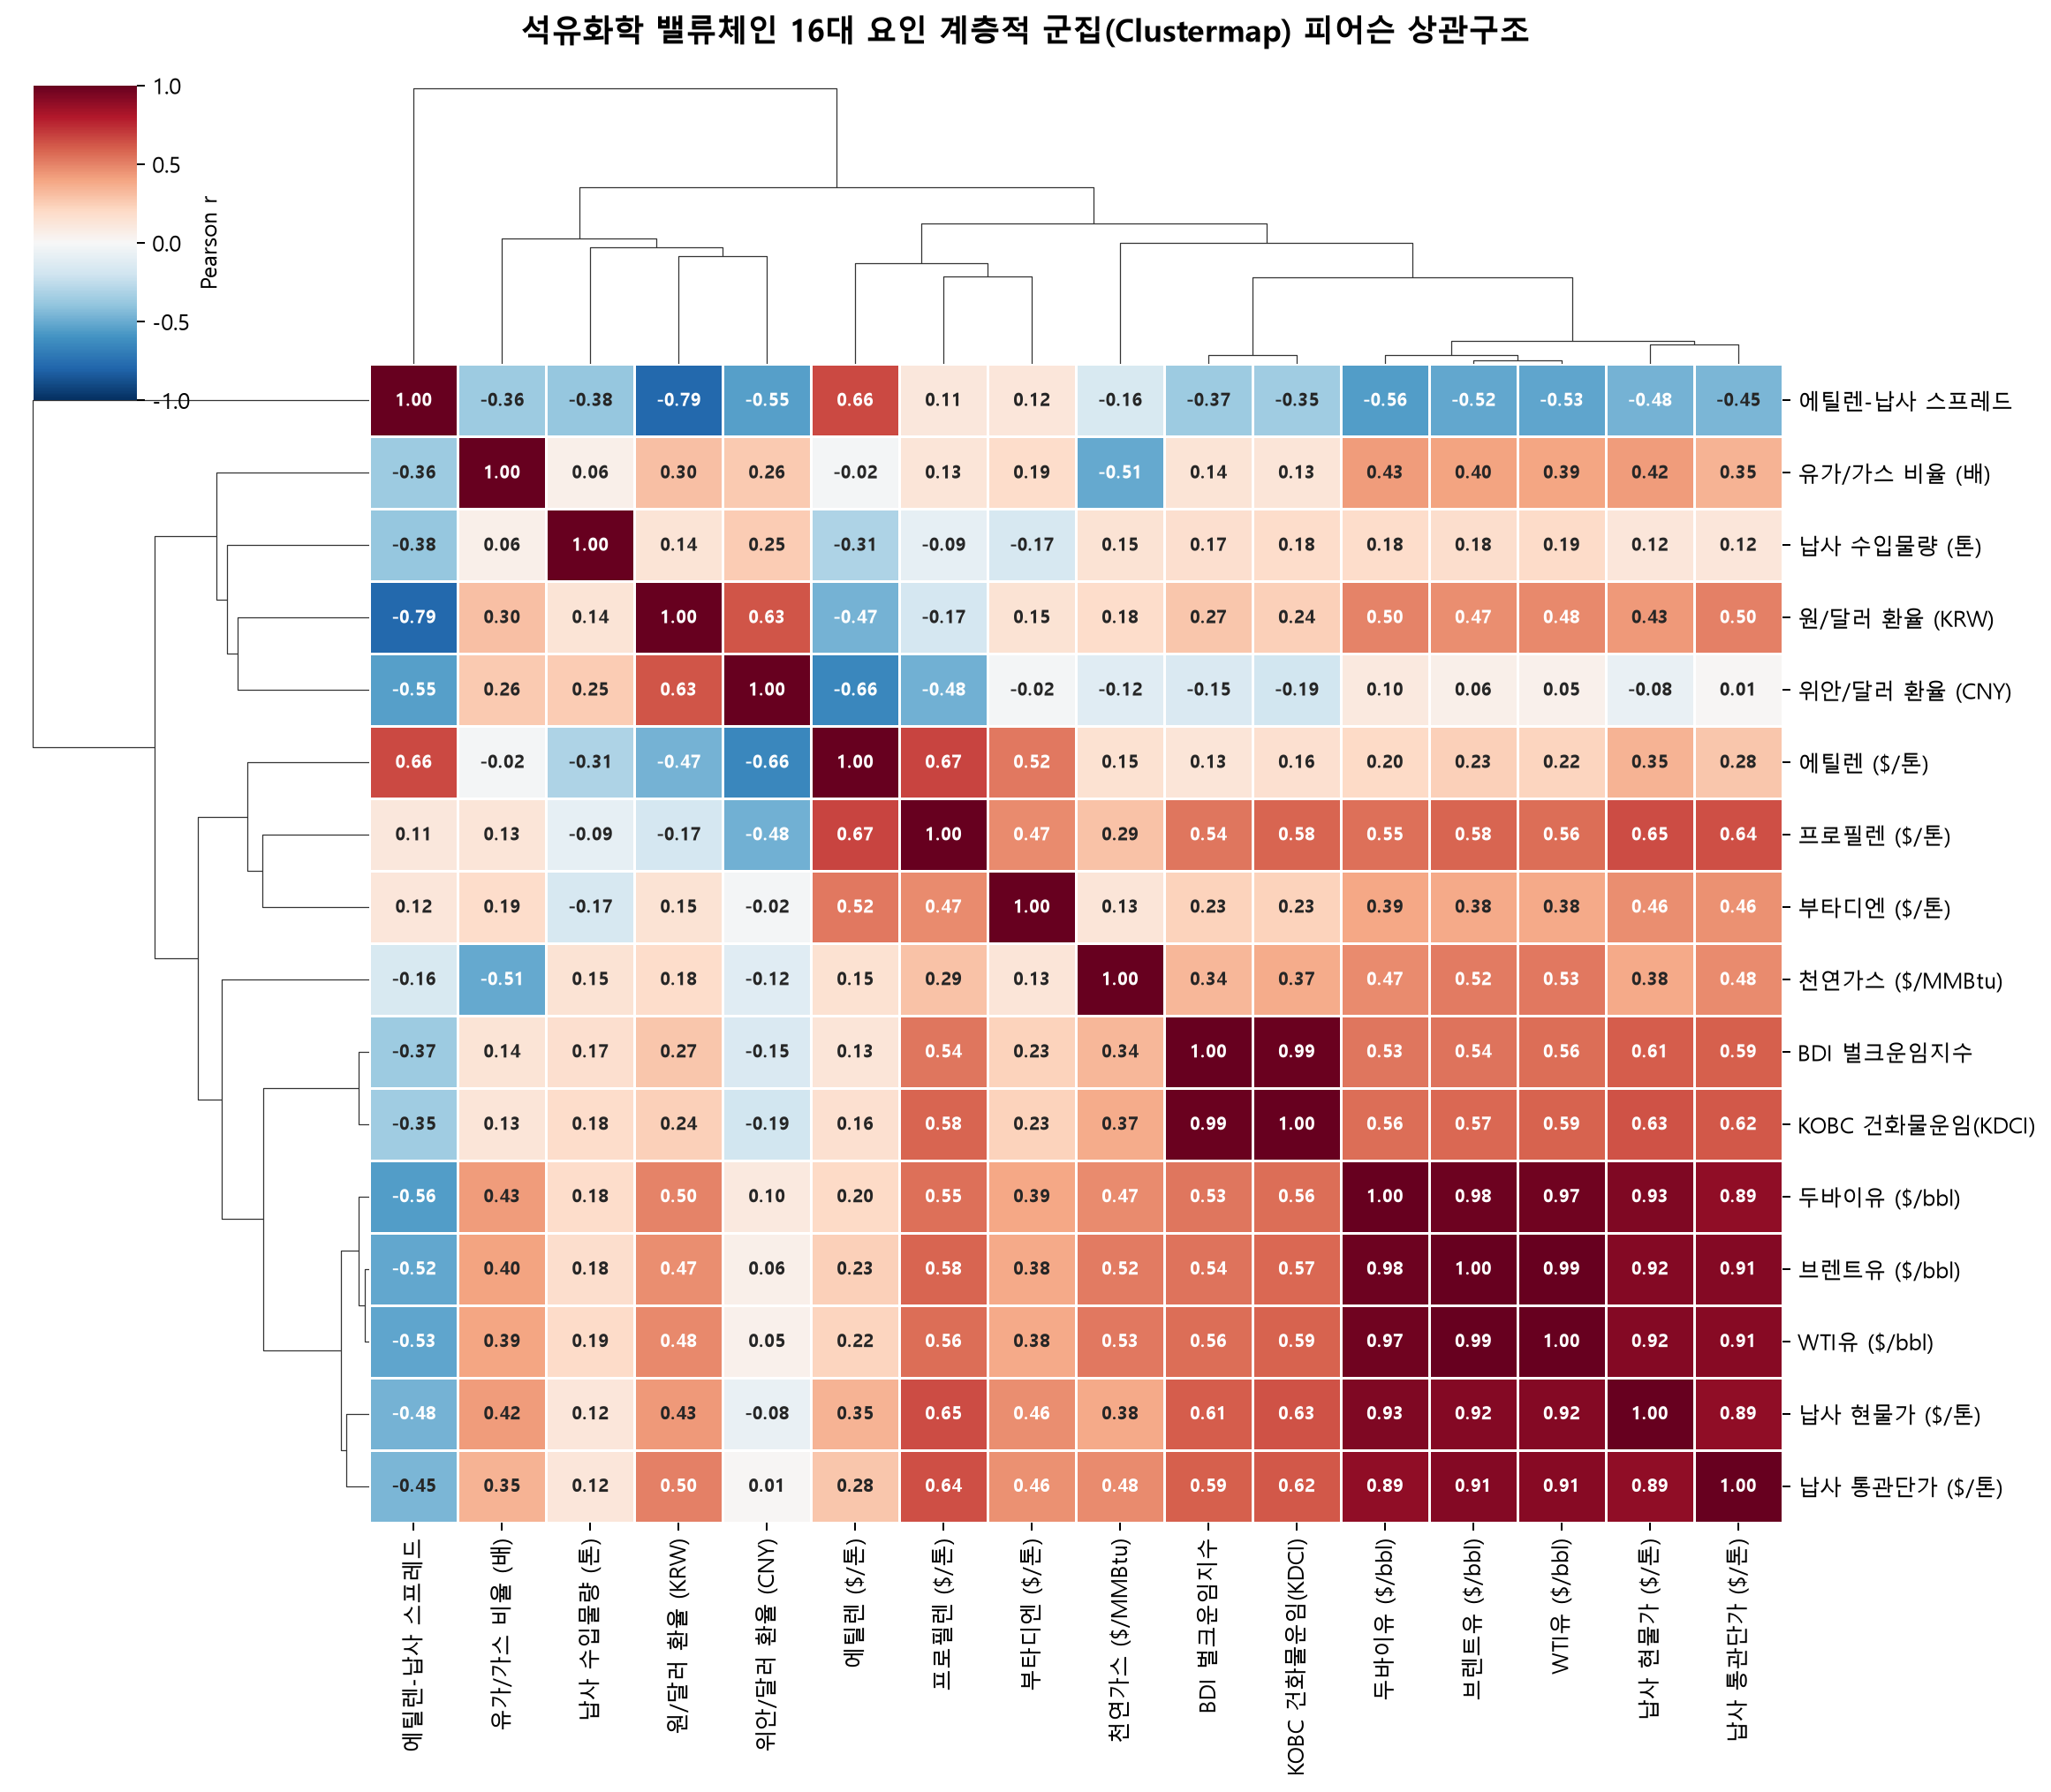 석유화학 밸류체인 16대 요인 계층적 군집(Clustermap) 피어슨 상관구조
1.0
0.5
0.0
-0.5
-1.0
Pearson r
1.00 -0.36 -0.38 -0.79 -0.55 0.66 0.11 0.12 -0.16 -0.37 -0.35 -0.56 -0.52 -0.53 -0.48 -0.45 에틸렌-납사 스프레드
-0.36 1.00 0.06 0.30 0.26 -0.02 0.13 0.19 -0.51 0.14 0.13 0.43 0.40 0.39 0.42 0.35 유가/가스 비율 (배)
-0.38 0.06 1.00 0.14 0.25 -0.31 -0.09 -0.17 0.15 0.17 0.18 0.18 0.18 0.19 0.12 0.12 납사 수입물량 (톤)
-0.79 0.30 0.14 1.00 0.63 -0.47 -0.17 0.15 0.18 0.27 0.24 0.50 0.47 0.48 0.43 0.50 원/달러 환율 (KRW)
-0.55 0.26 0.25 0.63 1.00 -0.66 -0.48 -0.02 -0.12 -0.15 -0.19 0.10 0.06 0.05 -0.08 0.01 위안/달러 환율 (CNY)
0.66 -0.02 -0.31 -0.47 -0.66 1.00 0.67 0.52 0.15 0.13 0.16 0.20 0.23 0.22 0.35 0.28 에틸렌 ($/톤)
0.11 0.13 -0.09 -0.17 -0.48 0.67 1.00 0.47 0.29 0.54 0.58 0.55 0.58 0.56 0.65 0.64 프로필렌 ($/톤)
0.12 0.19 -0.17 0.15 -0.02 0.52 0.47 1.00 0.13 0.23 0.23 0.39 0.38 0.38 0.46 0.46 부타디엔 ($/톤)
-0.16 -0.51 0.15 0.18 -0.12 0.15 0.29 0.13 1.00 0.34 0.37 0.47 0.52 0.53 0.38 0.48 천연가스 ($/MMBtu)
-0.37 0.14 0.17 0.27 -0.15 0.13 0.54 0.23 0.34 1.00 0.99 0.53 0.54 0.56 0.61 0.59 BDI 벌크운임지수
-0.35 0.13 0.18 0.24 -0.19 0.16 0.58 0.23 0.37 0.99 1.00 0.56 0.57 0.59 0.63 0.62 KOBC 건화물운임(KDCI)
-0.56 0.43 0.18 0.50 0.10 0.20 0.55 0.39 0.47 0.53 0.56 1.00 0.98 0.97 0.93 0.89 두바이유 ($/bbl)
-0.52 0.40 0.18 0.47 0.06 0.23 0.58 0.38 0.52 0.54 0.57 0.98 1.00 0.99 0.92 0.91 브렌트유 ($/bbl)
-0.53 0.39 0.19 0.48 0.05 0.22 0.56 0.38 0.53 0.56 0.59 0.97 0.99 1.00 0.92 0.91 WTI유 ($/bbl)
-0.48 0.42 0.12 0.43 -0.08 0.35 0.65 0.46 0.38 0.61 0.63 0.93 0.92 0.92 1.00 0.89 납사 현물가 ($/톤)
-0.45 0.35 0.12 0.50 0.01 0.28 0.64 0.46 0.48 0.59 0.62 0.89 0.91 0.91 0.89 1.00 납사 통관단가 ($/톤)
에틸렌-납사 스프레드
유가/가스 비율 (배)
납사 수입물량 (톤)
원/달러 환율 (KRW)
위안/달러 환율 (CNY)
에틸렌 ($/톤)
프로필렌 ($/톤)
부타디엔 ($/톤)
천연가스 ($/MMBtu)
BDI 벌크운임지수
KOBC 건화물운임(KDCI)
두바이유 ($/bbl)
브렌트유 ($/bbl)
WTI유 ($/bbl)
납사 현물가 ($/톤)
납사 통관단가 ($/톤)